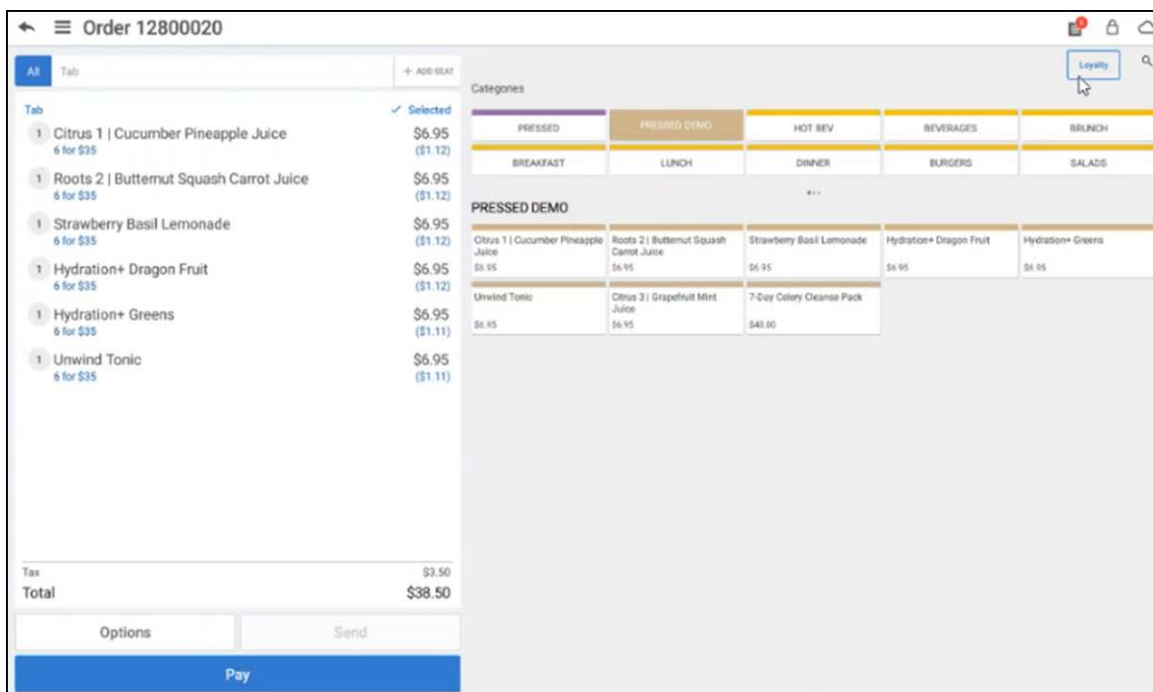 Order 12800020
8
All Tab + ADD SEAT
Loyalty
Categories
Tab ✓ Selected
1 Citrus 1 | Cucumber Pineapple Juice $6.95
6 for $35 ($1.12)
1 Roots 2 | Butternut Squash Carrot Juice $6.95
6 for $35 ($1.12)
1 Strawberry Basil Lemonade $6.95
6 for $35 ($1.12)
1 Hydration+ Dragon Fruit $6.95
6 for $35 ($1.12)
1 Hydration+ Greens $6.95
6 for $35 ($1.11)
1 Unwind Tonic $6.95
6 for $35 ($1.11)
Tax $3.50
Total $38.50
Options Send
Pay
PRESSED PRESSED DEMO HOT BEV BEVERAGES BRUNCH
BREAKFAST LUNCH DINNER BURGERS SALADS
PRESSED DEMO
Citrus 1 | Cucumber Pineapple
Juice
$6.95
Roots 2 | Butternut Squash
Carrot Juice
$6.95
Strawberry Basil Lemonade
$6.95
Hydration+ Dragon Fruit
$6.95
Hydration+ Greens
$6.95
Unwind Tonic
$6.95
Citrus 3 | Grapefruit Mint
Juice
$6.95
7-Day Celery Cleanse Pack